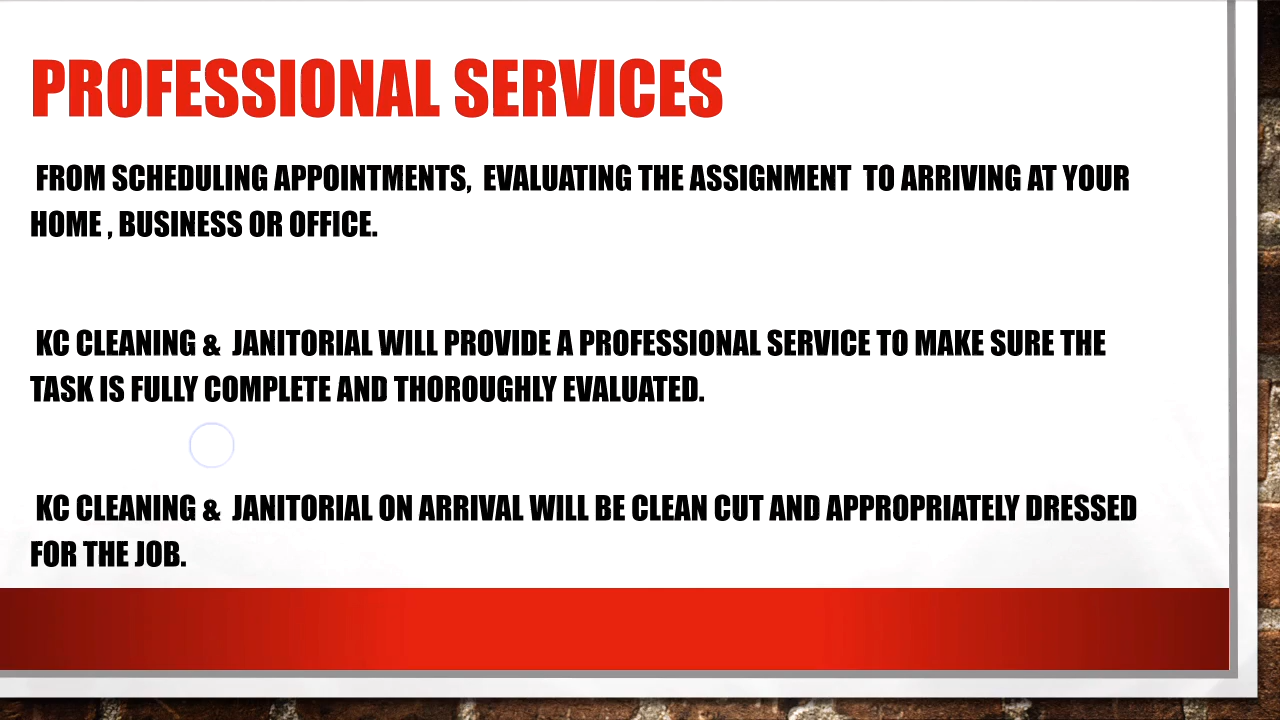 PROFESSIONAL SERVICES
FROM SCHEDULING APPOINTMENTS, EVALUATING THE ASSIGNMENT TO ARRIVING AT YOUR
HOME , BUSINESS OR OFFICE.
KC CLEANING & JANITORIAL WILL PROVIDE A PROFESSIONAL SERVICE TO MAKE SURE THE
TASK IS FULLY COMPLETE AND THOROUGHLY EVALUATED.
KC CLEANING & JANITORIAL ON ARRIVAL WILL BE CLEAN CUT AND APPROPRIATELY DRESSED
FOR THE JOB.